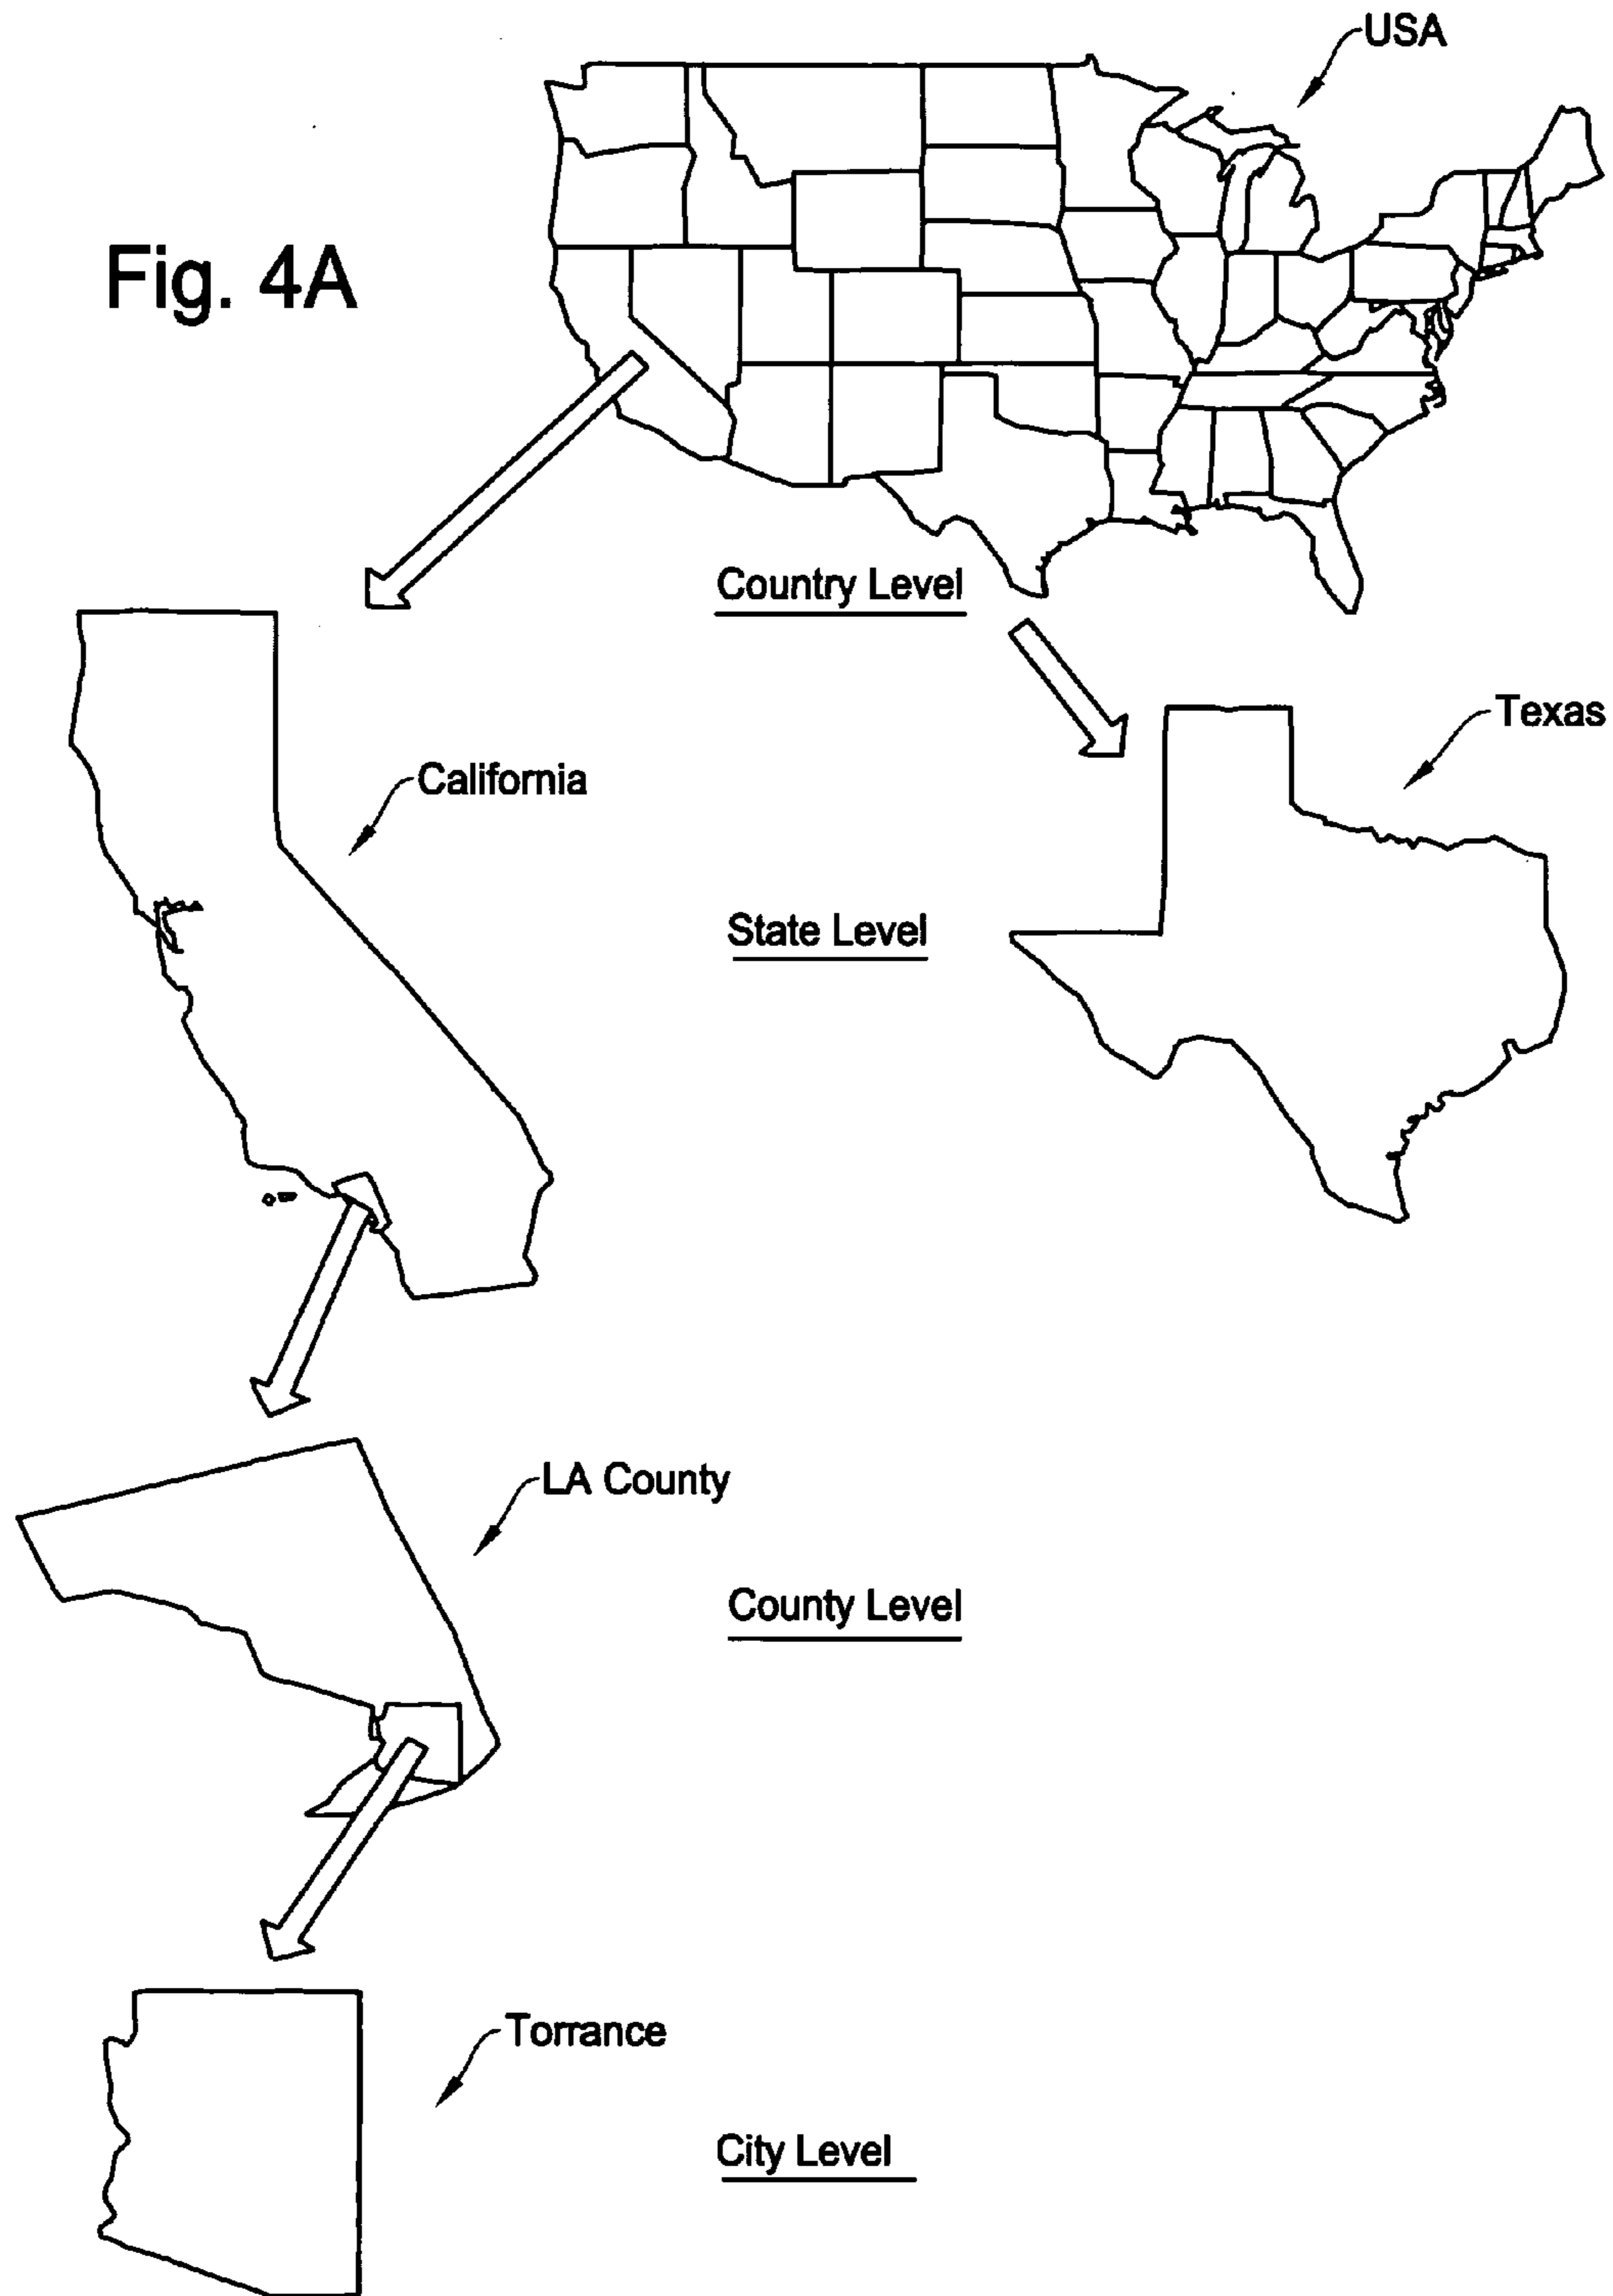 USA
Fig. 4A
Country Level
Texas
California
State Level
LA County
County Level
Torrance
City Level